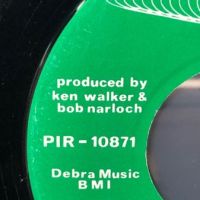 produced by
ken walker &
bob narloch
PIR - 10871
Debra Music
BMI